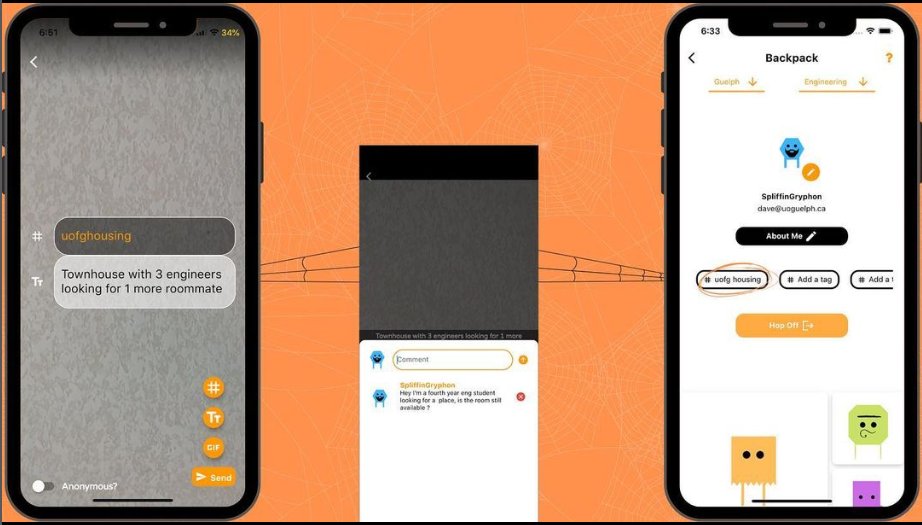 6:51
34%
#
uofghousing
Tт
Townhouse with 3 engineers
looking for 1 more roommate
#
Tт
GIF
Send
Anonymous?
Townhouse with 3 engineers looking for 1 more
Comment
SpliffinGryphon
Hey I'm a fourth year eng student
looking for a place, is the room still
available ?
6:33
Backpack
?
Guelph
Engineering
SpliffinGryphon
dave@uoguelph.ca
About Me
# uofg housing
# Add a tag
# Add a t
Hop Off